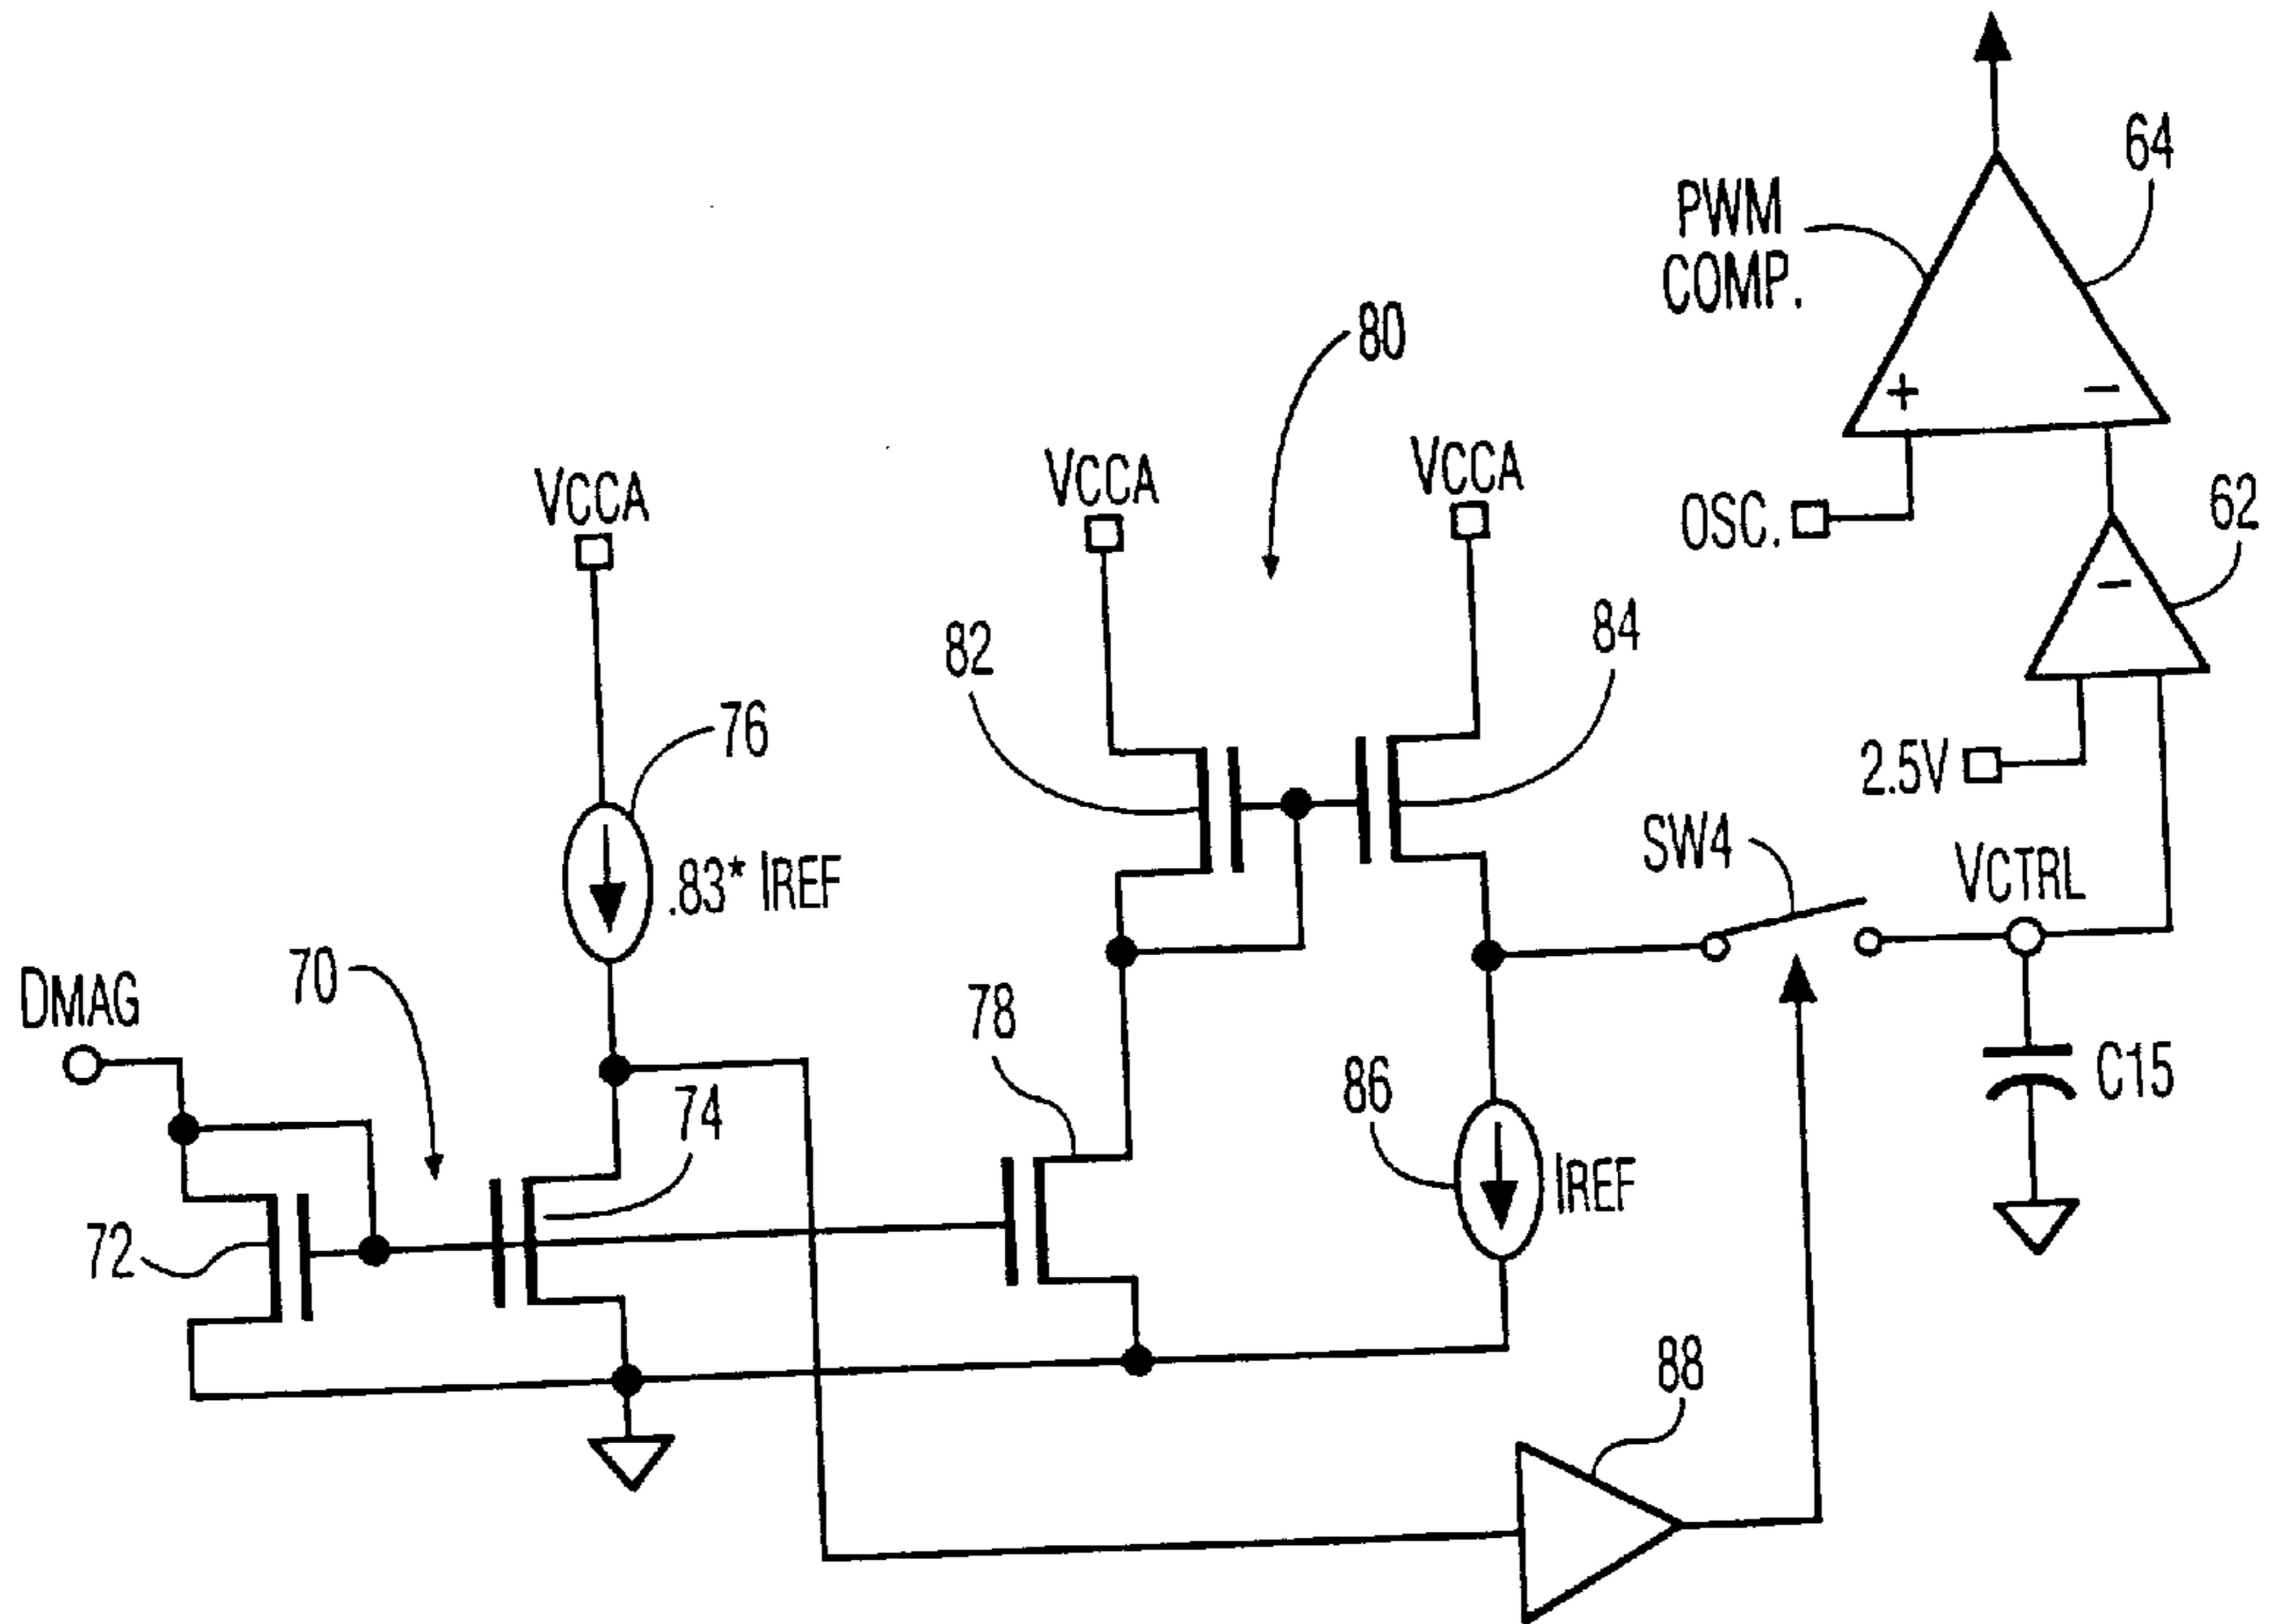 64
PWM
COMP.
80
VCCA
VCCA
VCCA
OSC.
62
+
−
−
82
84
76
.83* IREF
2.5V
SW4
VCTRL
DMAG
70
78
74
86
IREF
C15
72
88